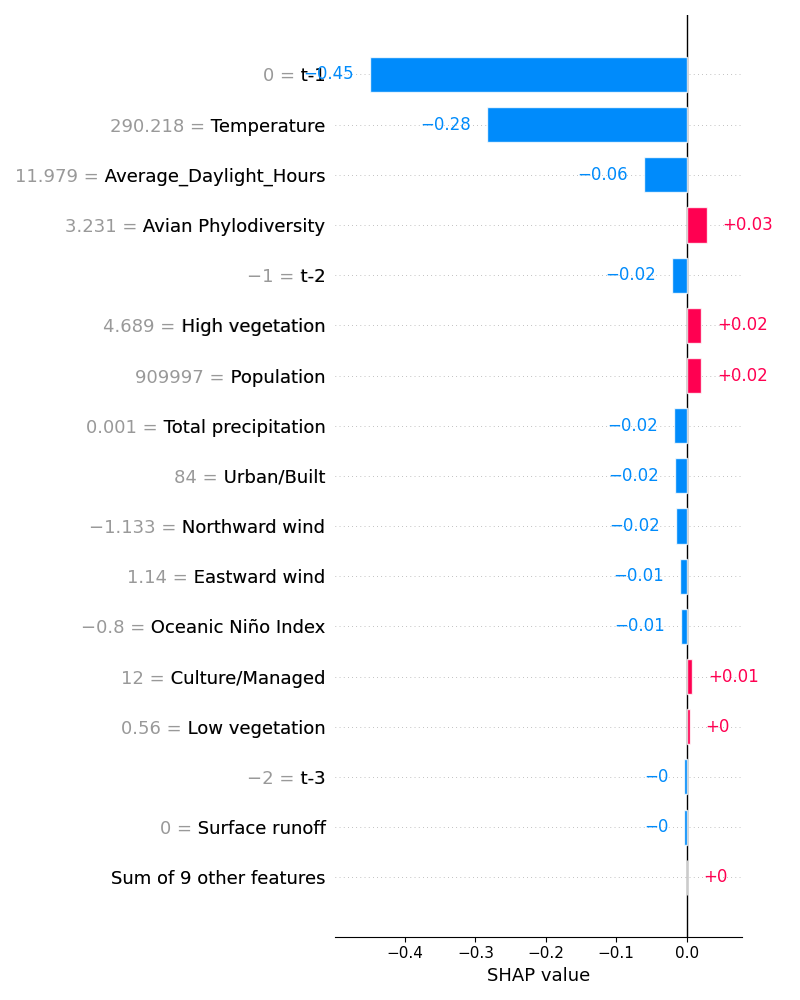 0 = t-1 −0.45
290.218 = Temperature −0.28
11.979 = Average_Daylight_Hours −0.06
3.231 = Avian Phylodiversity +0.03
−1 = t-2 −0.02
4.689 = High vegetation +0.02
909997 = Population +0.02
0.001 = Total precipitation −0.02
84 = Urban/Built −0.02
−1.133 = Northward wind −0.02
1.14 = Eastward wind −0.01
−0.8 = Oceanic Niño Index −0.01
12 = Culture/Managed +0.01
0.56 = Low vegetation +0
−2 = t-3 −0
0 = Surface runoff −0
Sum of 9 other features +0
−0.4 −0.3 −0.2 −0.1 0.0
SHAP value